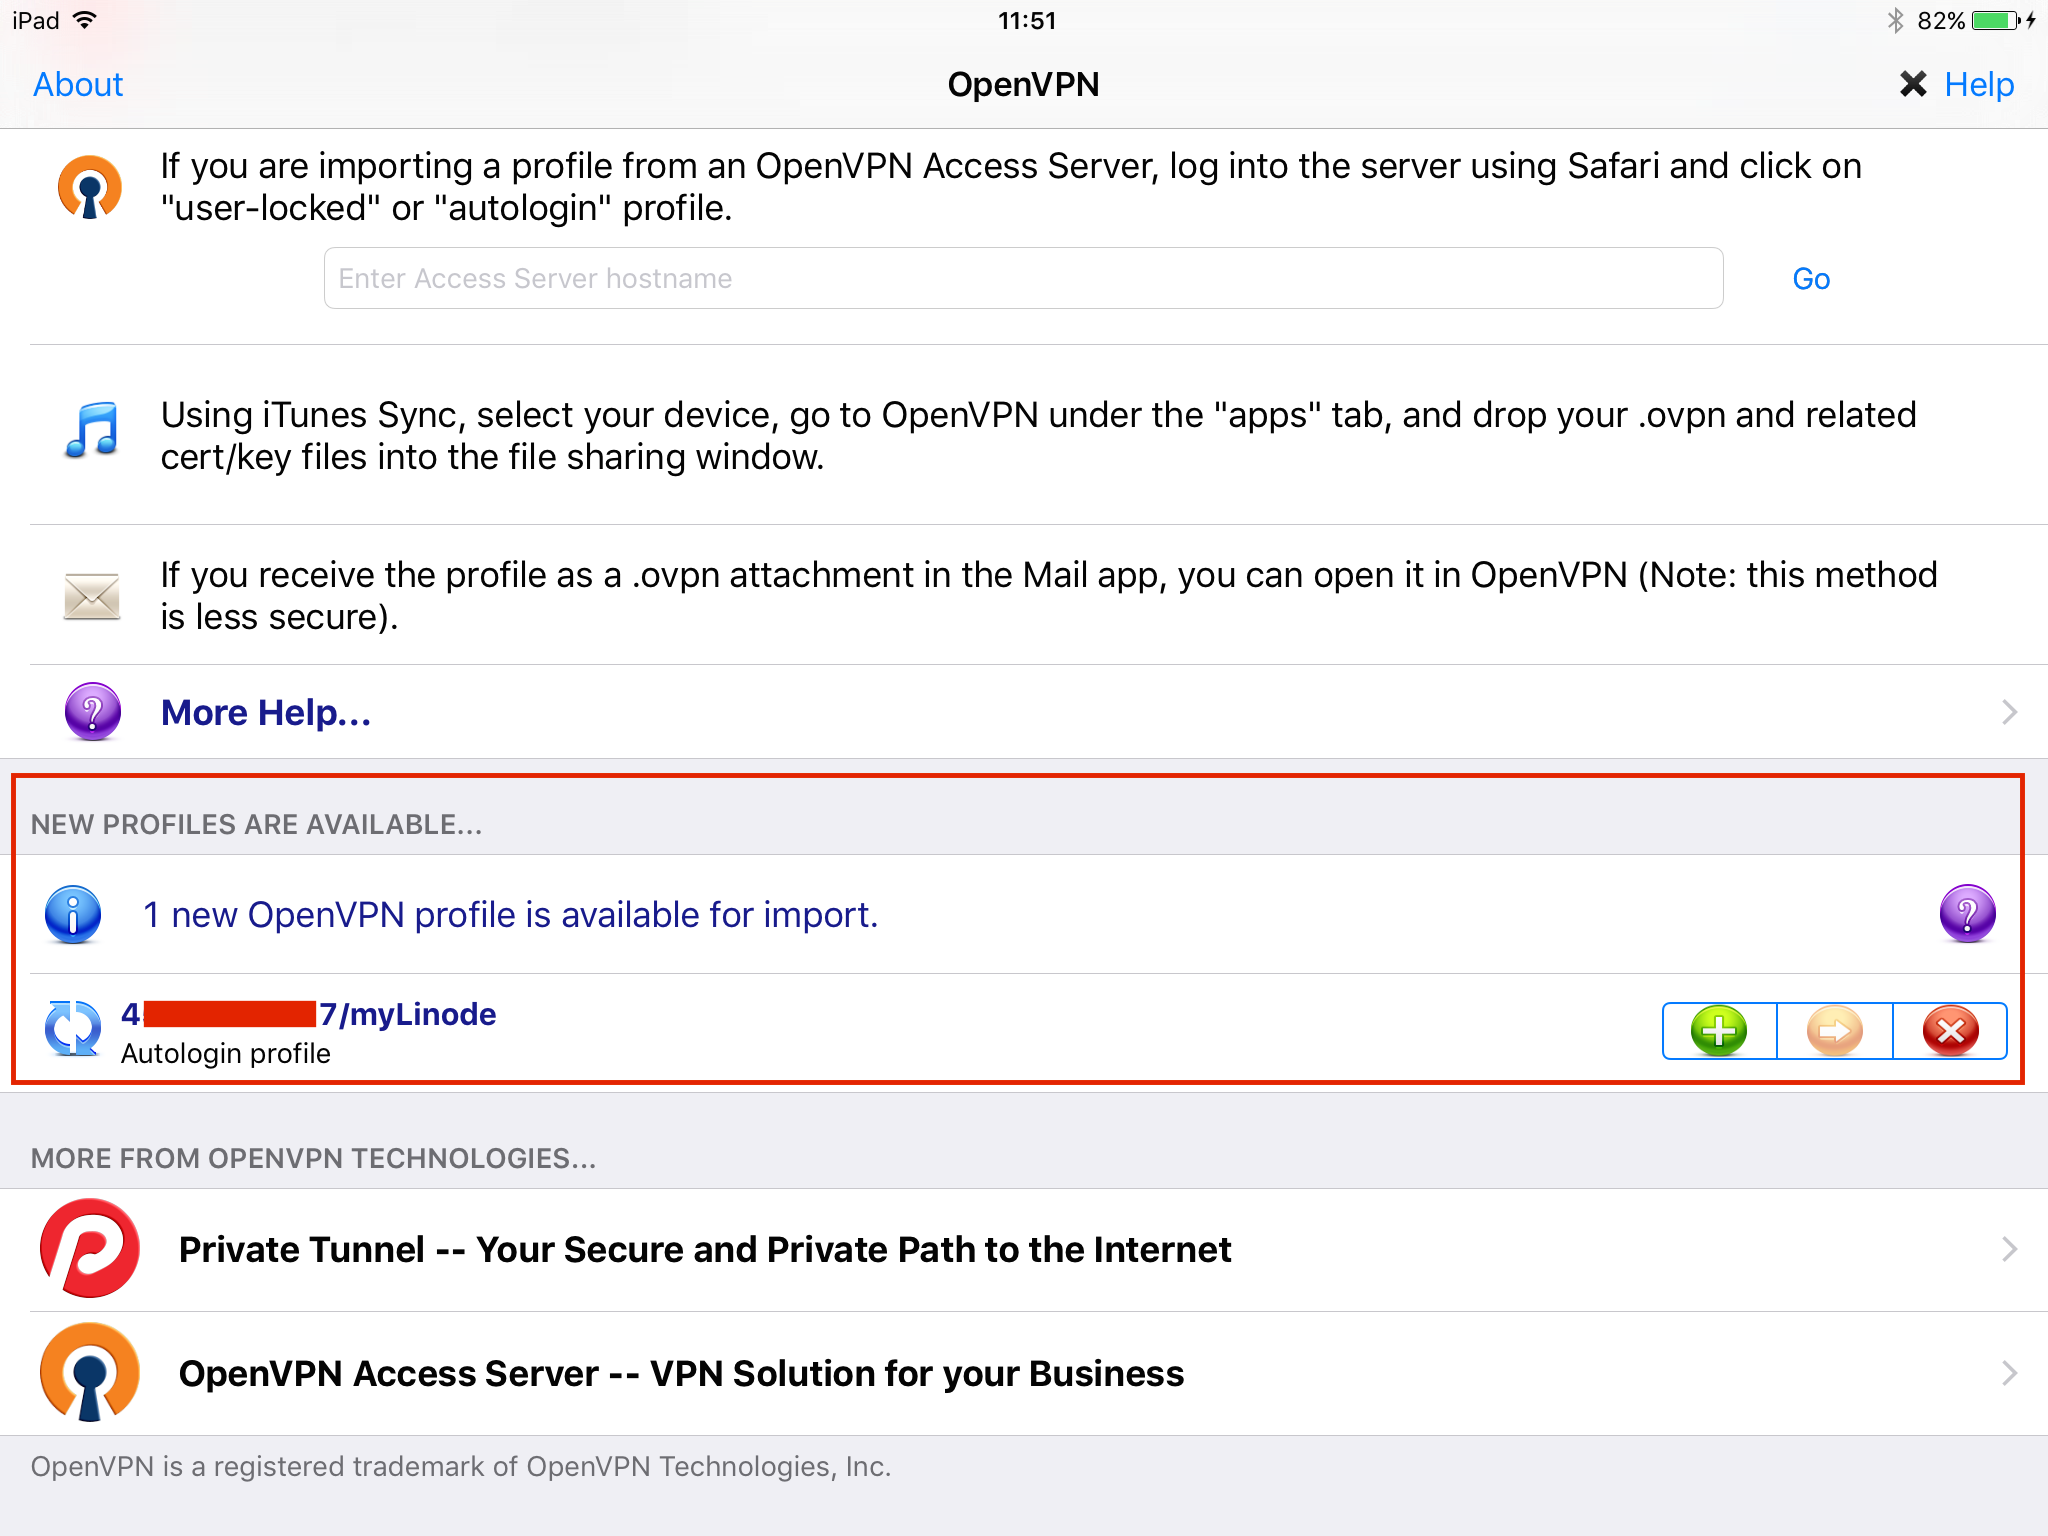 iPad 11:51 82%
About OpenVPN Help
If you are importing a profile from an OpenVPN Access Server, log into the server using Safari and click on
"user-locked" or "autologin" profile.
Enter Access Server hostname Go
Using iTunes Sync, select your device, go to OpenVPN under the "apps" tab, and drop your .ovpn and related
cert/key files into the file sharing window.
If you receive the profile as a .ovpn attachment in the Mail app, you can open it in OpenVPN (Note: this method
is less secure).
More Help...
NEW PROFILES ARE AVAILABLE...
1 new OpenVPN profile is available for import.
4 7/myLinode
Autologin profile
MORE FROM OPENVPN TECHNOLOGIES...
Private Tunnel -- Your Secure and Private Path to the Internet
OpenVPN Access Server -- VPN Solution for your Business
OpenVPN is a registered trademark of OpenVPN Technologies, Inc.